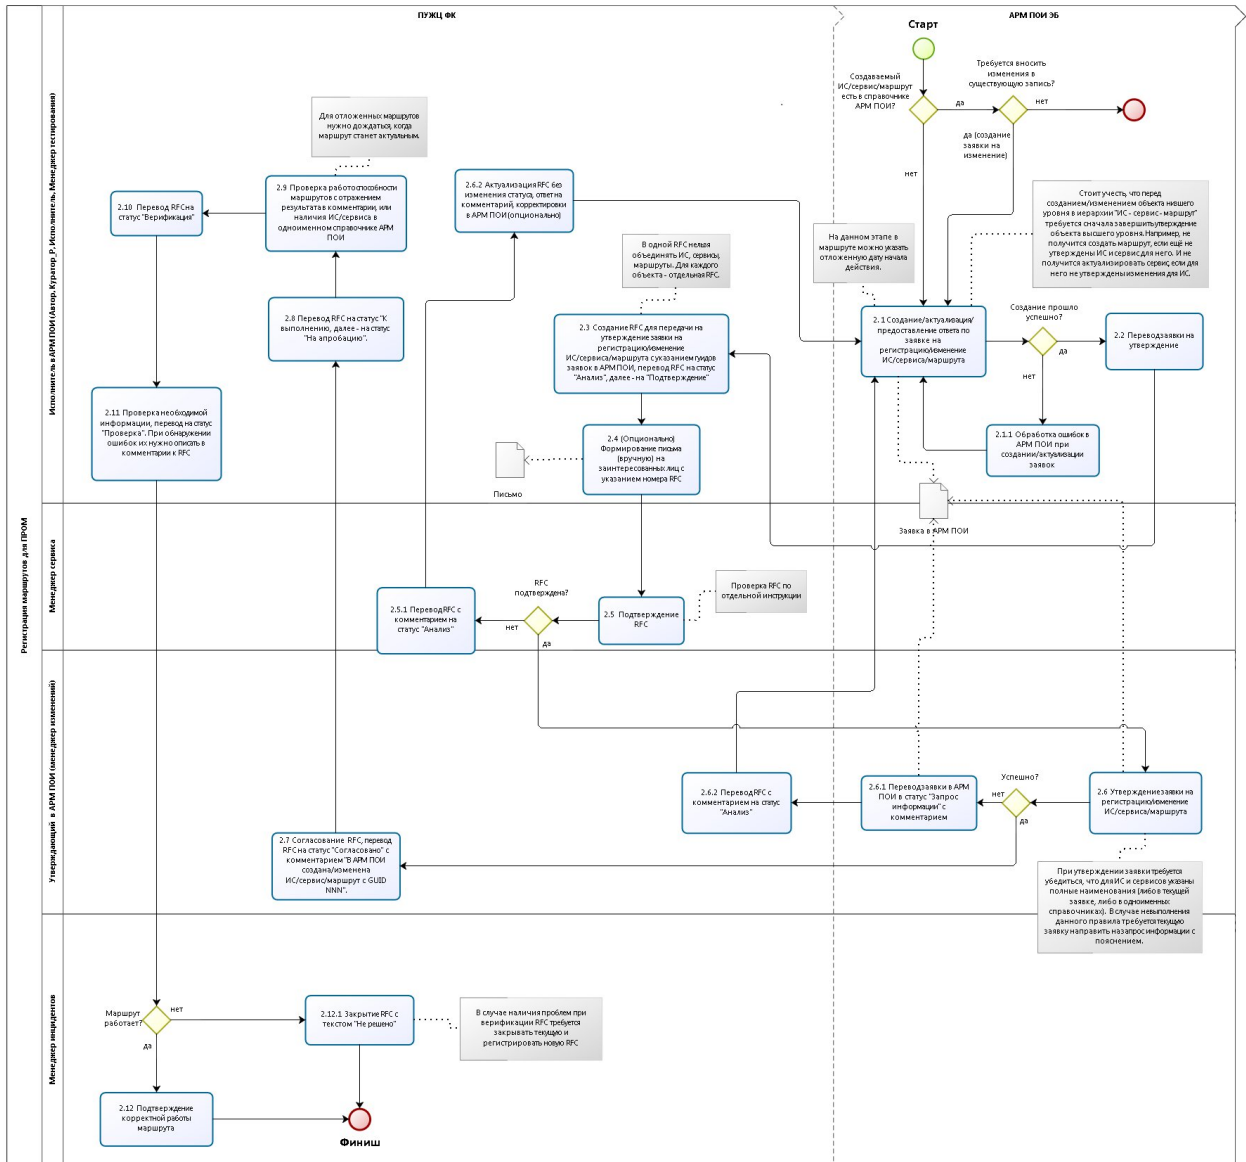 ПУЖЦ ФК
АРМ ПОИ ЭБ
Регистрация маршрутов для ПРОМ
Исполнитель в АРМ ПОИ (Автор, Куратор_Р, Исполнитель, Менеджер тестирования)
Менеджер сервиса
Утверждающий в АРМ ПОИ (менеджер изменений)
Менеджер инцидентов
Старт
Создаваемый
ИС/сервис/маршрут
есть в справочнике
АРМ ПОИ?
да
Требуется вносить
изменения в
существующую запись?
нет
да (создание
заявки на
изменение)
нет
Для отложенных маршрутов
нужно дождаться, когда
маршрут станет актуальным.
2.10 Перевод RFC на
статус "Верификация"
2.9 Проверка работоспособности
маршрутов с отражением
результата в комментарии, или
наличия ИС/сервиса в
одноименном справочнике АРМ
ПОИ
2.6.2 Актуализация RFC без
изменения статуса, ответ на
комментарий, корректировки
в АРМ ПОИ (опционально)
Стоит учесть, что перед
созданием/изменением объекта нившего
уровня в иерархии "ИС - сервис - маршрут"
требуется сначала завершить утверждение
объекта высшего уровня. Например, не
получится создать маршрут, если ещё не
утверждены ИС и сервис для него. И не
получится актуализировать сервис, если для
него не утверждены изменения для ИС.
На данном этапе в
маршруте можно указать
отложенную дату начала
действия.
В одной RFC нельзя
объединять ИС, сервисы,
маршруты. Для каждого
объекта - отдельная RFC.
2.8 Перевод RFC на статус "К
выполнению, далее - на статус
"На апробацию".
2.3 Создание RFC для передачи на
утверждение заявки на
регистрацию/изменение
ИС/сервиса/маршрута с указанием гуидов
заявок в АРМ ПОИ, перевод RFC на статус
"Анализ", далее - на "Подтверждение"
2.1 Создание/актуализация/
предоставление ответа по
заявке на
регистрацию/изменение
ИС/сервиса/маршрута
Создание прошло
успешно?
да
нет
2.2 Перевод заявки на
утверждение
2.11 Проверка необходимой
информации, перевод на статус
"Проверка". При обнаружении
ошибок их нужно описать в
комментарии к RFC
2.4 (Опционально)
Формирование письма
(вручную) на
заинтересованных лиц с
указанием номера RFC
Письмо
2.1.1 Обработка ошибок в
АРМ ПОИ при
создании/актуализации
заявок
Заявка в АРМ ПОИ
2.5.1 Перевод RFC с
комментарием на
статус "Анализ"
RFC
подтверждена?
нет
да
2.5 Подтверждение
RFC
Проверка RFC по
отдельной инструкции
2.6.2 Перевод RFC с
комментарием на статус
"Анализ"
2.6.1 Перевод заявки в АРМ
ПОИ в статус "Запрос
информации" с
комментарием
Успешно?
нет
да
2.6 Утверждение заявки на
регистрацию/изменение
ИС/сервиса/маршрута
2.7 Согласование RFC, перевод
RFC на статус "Согласовано" с
комментарием "В АРМ ПОИ
создана/изменена
ИС/сервис/маршрут с GUID
NNN".
При утверждении заявки требуется
убедиться, что для ИС и сервисов указаны
полные наименования (либо в текущей
заявке, либо в одноименных
справочниках). В случае невыполнения
данного правила требуется текущую
заявку направить на запрос информации с
пояснением.
Маршрут
работает?
нет
да
2.12.1 Закрытие RFC с
текстом "Не решено"
В случае наличия проблем при
верификации RFC требуется
закрывать текущую и
регистрировать новую RFC
2.12 Подтверждение
корректной работы
маршрута
Финиш